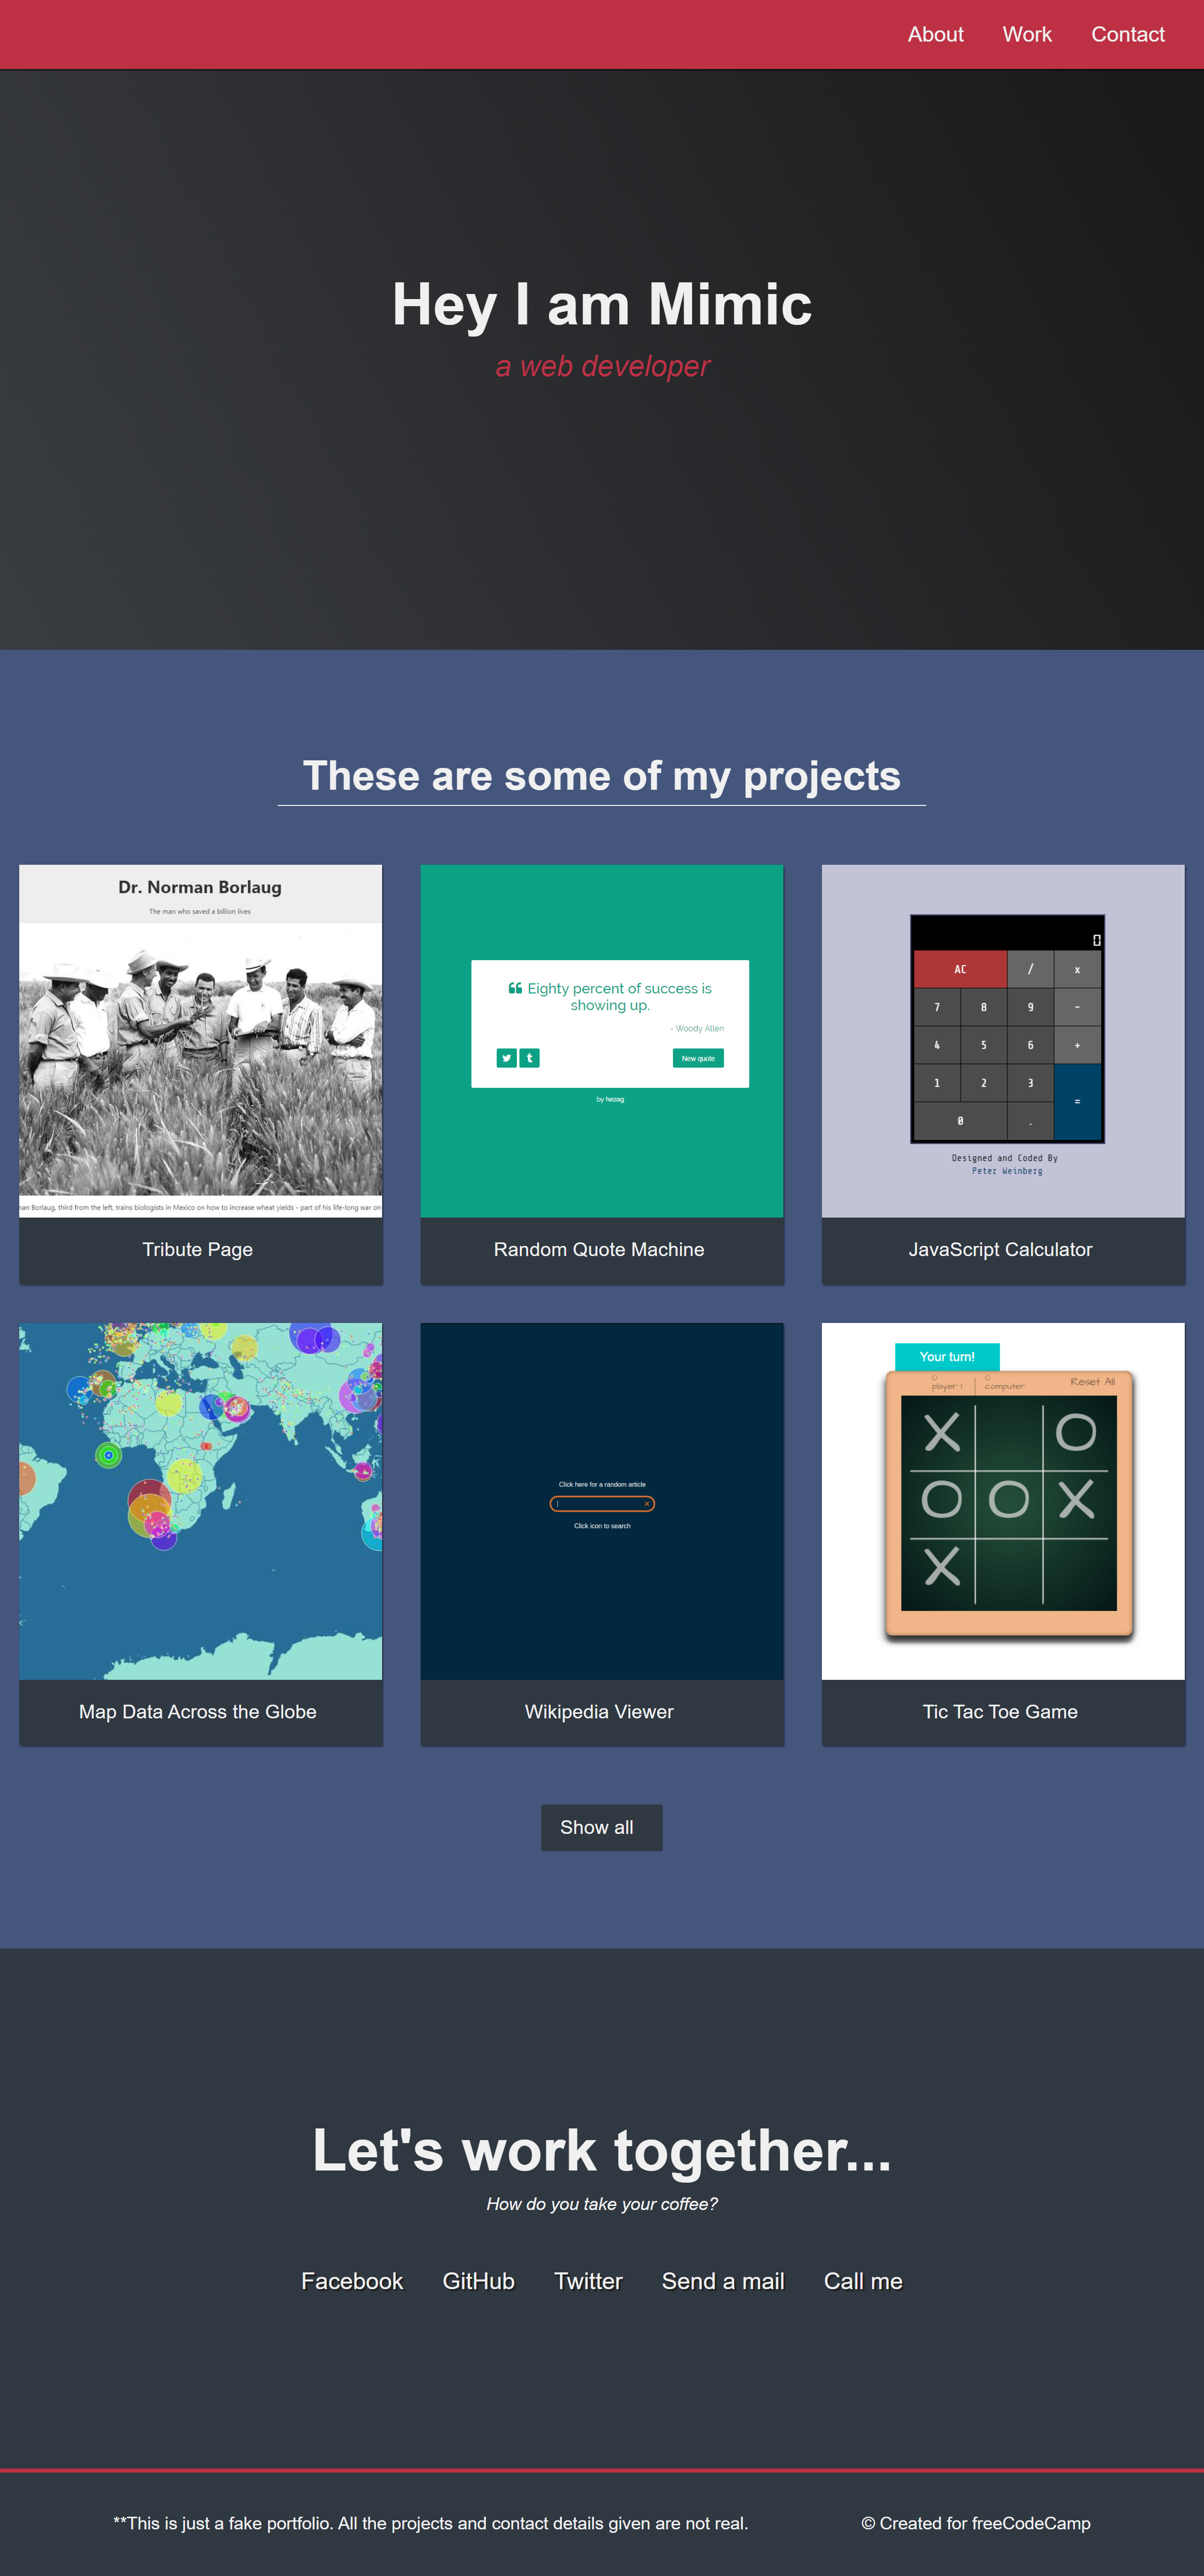 About Work Contact
Hey I am Mimic
a web developer
These are some of my projects
Dr. Norman Borlaug
The man who saved a billion lives
Borlaug, third from the left, trains biologists in Mexico on how to increase wheat yields - part of his life-long war on
Tribute Page
Eighty percent of success is
showing up.
- Woody Allen
New quote
by hezag
Random Quote Machine
0
AC / x
7 8 9 -
4 5 6 +
1 2 3 =
0 .
Designed and Coded By
Peter Weinberg
JavaScript Calculator
Map Data Across the Globe
Click here for a random article
Click icon to search
Wikipedia Viewer
Your turn!
0 0
player 1 computer Reset All
X O
O O X
X
Tic Tac Toe Game
Show all
Let's work together...
How do you take your coffee?
Facebook GitHub Twitter Send a mail Call me
**This is just a fake portfolio. All the projects and contact details given are not real. © Created for freeCodeCamp